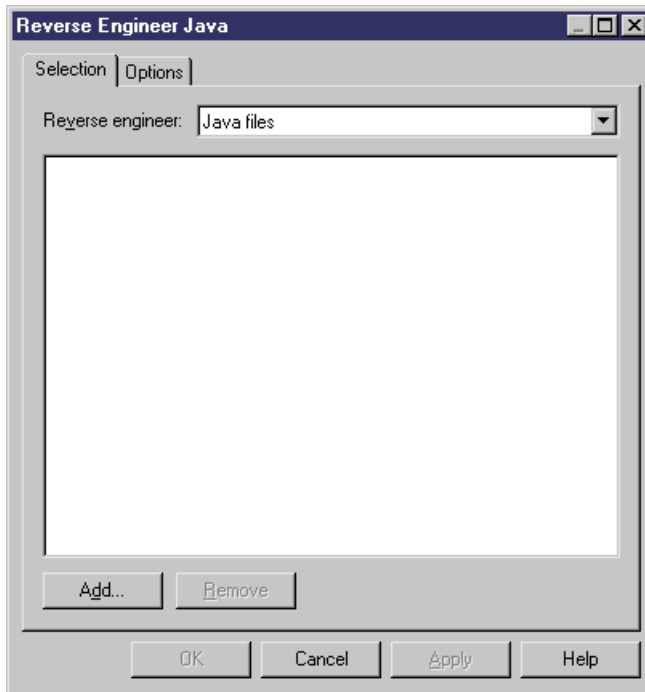 Reverse Engineer Java
Selection Options
Reverse engineer: Java files
Add... Remove
OK Cancel Apply Help